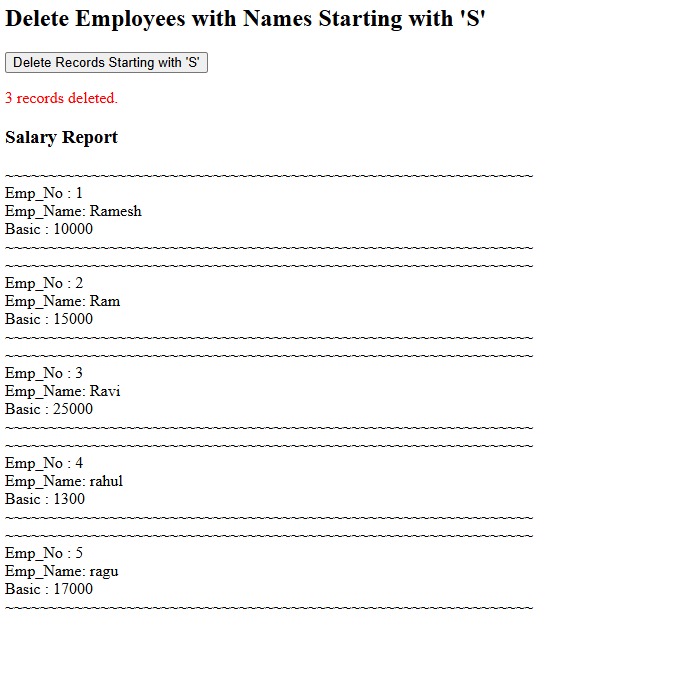 Delete Employees with Names Starting with 'S'
Delete Records Starting with 'S'
3 records deleted.
Salary Report
~~~~~~~~~~~~~~~~~~~~~~~~~~~~~~~~~~~~~~~~~~~~~~~~~~~~~~~~~~~~~
Emp_No : 1
Emp_Name: Ramesh
Basic : 10000
~~~~~~~~~~~~~~~~~~~~~~~~~~~~~~~~~~~~~~~~~~~~~~~~~~~~~~~~~~~~~
~~~~~~~~~~~~~~~~~~~~~~~~~~~~~~~~~~~~~~~~~~~~~~~~~~~~~~~~~~~~~
Emp_No : 2
Emp_Name: Ram
Basic : 15000
~~~~~~~~~~~~~~~~~~~~~~~~~~~~~~~~~~~~~~~~~~~~~~~~~~~~~~~~~~~~~
~~~~~~~~~~~~~~~~~~~~~~~~~~~~~~~~~~~~~~~~~~~~~~~~~~~~~~~~~~~~~
Emp_No : 3
Emp_Name: Ravi
Basic : 25000
~~~~~~~~~~~~~~~~~~~~~~~~~~~~~~~~~~~~~~~~~~~~~~~~~~~~~~~~~~~~~
~~~~~~~~~~~~~~~~~~~~~~~~~~~~~~~~~~~~~~~~~~~~~~~~~~~~~~~~~~~~~
Emp_No : 4
Emp_Name: rahul
Basic : 1300
~~~~~~~~~~~~~~~~~~~~~~~~~~~~~~~~~~~~~~~~~~~~~~~~~~~~~~~~~~~~~
~~~~~~~~~~~~~~~~~~~~~~~~~~~~~~~~~~~~~~~~~~~~~~~~~~~~~~~~~~~~~
Emp_No : 5
Emp_Name: ragu
Basic : 17000
~~~~~~~~~~~~~~~~~~~~~~~~~~~~~~~~~~~~~~~~~~~~~~~~~~~~~~~~~~~~~